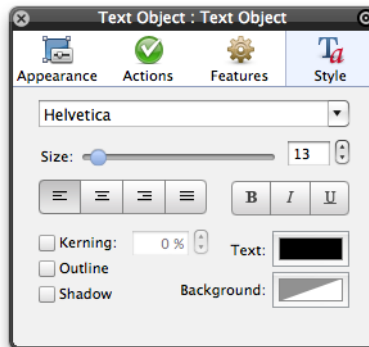 Text Object : Text Object
Appearance Actions Features Style
Helvetica
Size: 13
B I U
Kerning: 0 % Text:
Outline
Shadow Background: